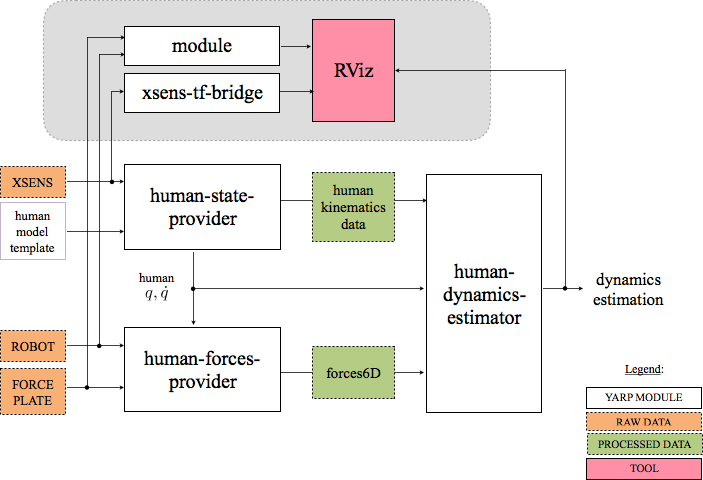 module
xsens-tf-bridge
RViz
XSENS
human
model
template
human-state-
provider
human
kinematics
data
human
q, q̇
human-
dynamics-
estimator
dynamics
estimation
ROBOT
FORCE
PLATE
human-forces-
provider
forces6D
Legend:
YARP MODULE
RAW DATA
PROCESSED DATA
TOOL